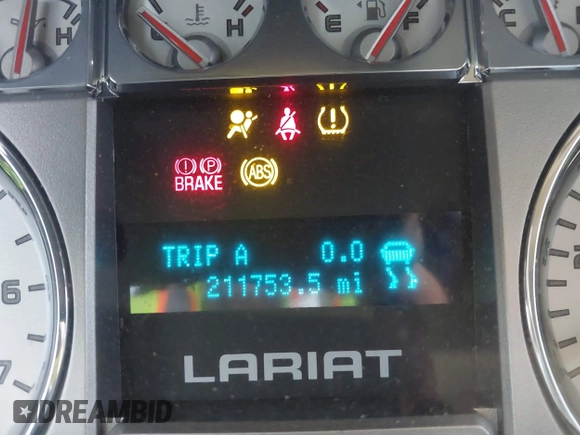 H C H E F C
BRAKE ABS
TRIP A 0.0
211753.5 mi
6
7
LARIAT
DREAMBID